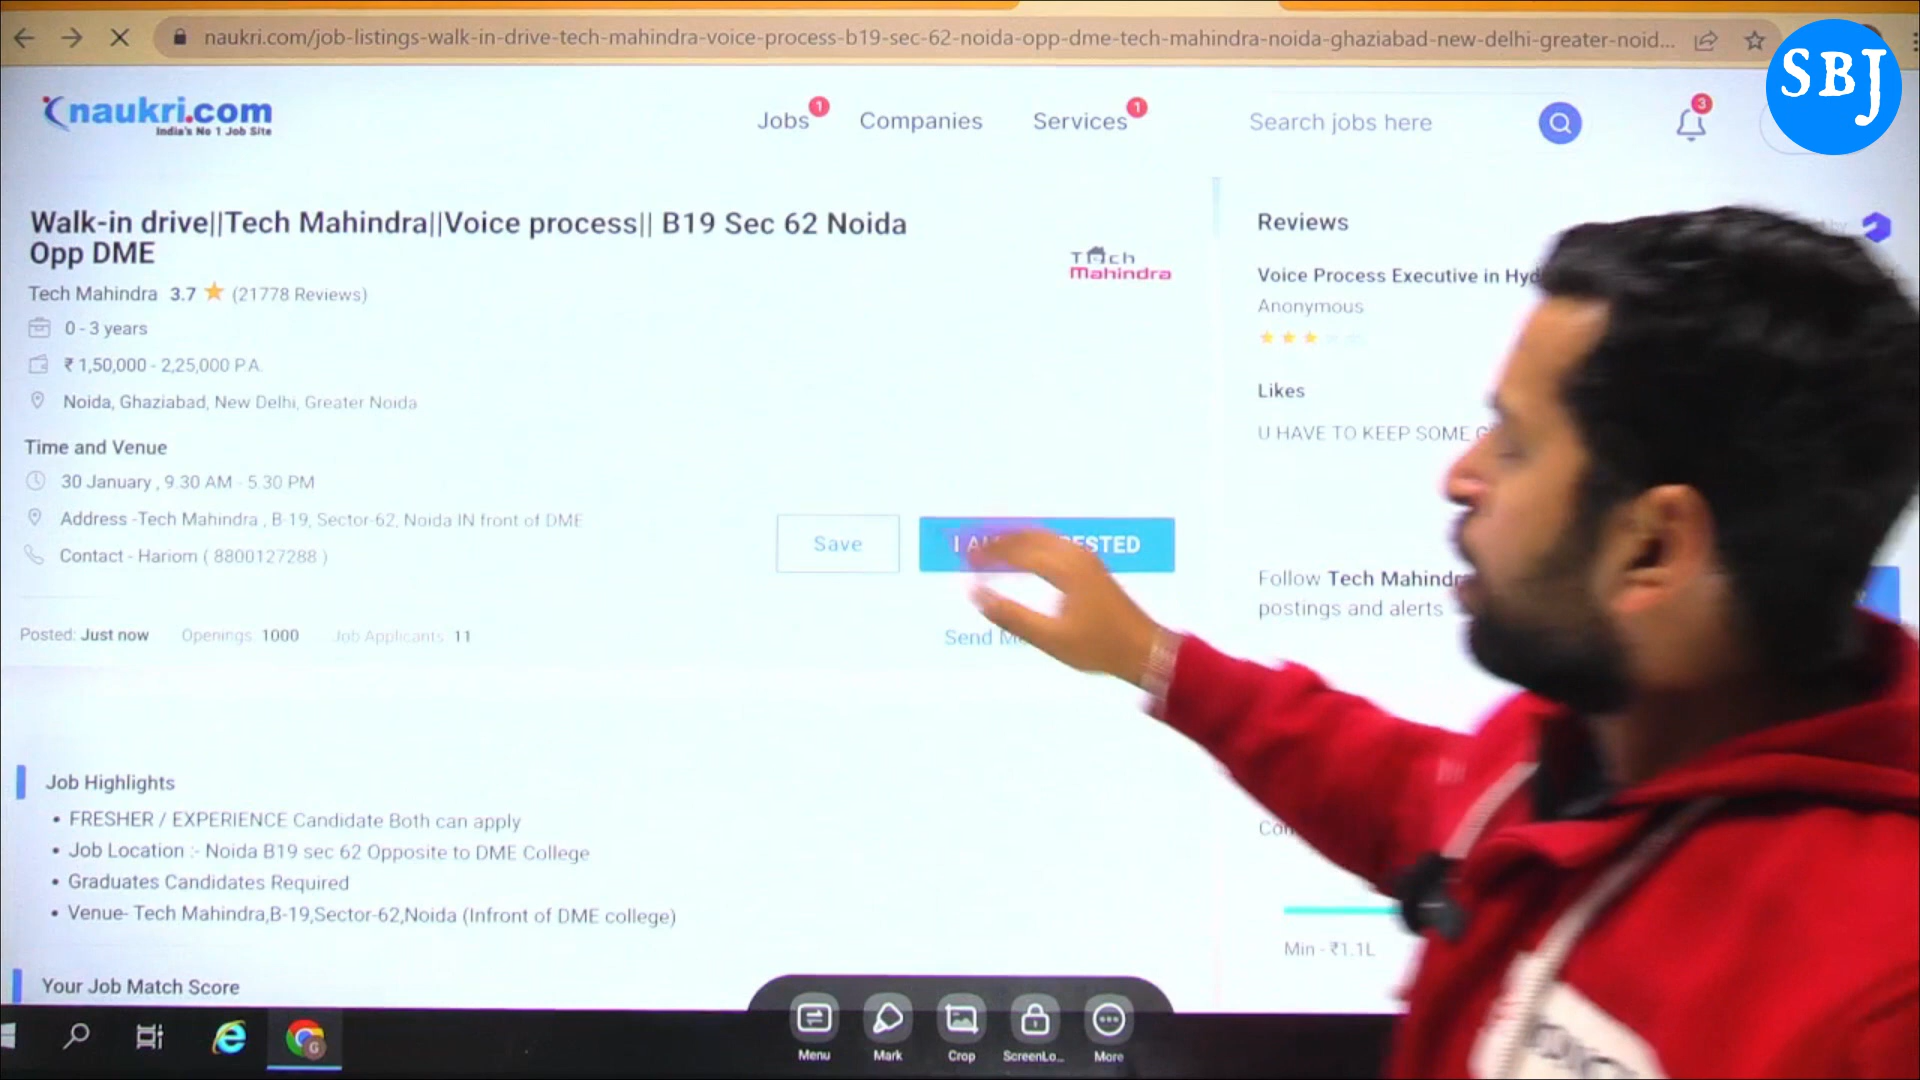 naukri.com/job-listings-walk-in-drive-tech-mahindra-voice-process-b19-sec-62-noida-opp-dme-tech-mahindra-noida-ghaziabad-new-delhi-greater-noid...
SBJ
naukri.com
India's No 1 Job Site
Jobs 1
Companies
Services 1
Search jobs here
3
Walk-in drive||Tech Mahindra||Voice process|| B19 Sec 62 Noida
Opp DME
Tech Mahindra 3.7 (21778 Reviews)
0 - 3 years
₹ 1,50,000 - 2,25,000 P.A.
Noida, Ghaziabad, New Delhi, Greater Noida
Time and Venue
30 January , 9.30 AM - 5.30 PM
Address -Tech Mahindra , B-19, Sector-62, Noida IN front of DME
Contact - Hariom ( 8800127288 )
Save
I
Posted: Just now Openings 1000 Job Applicants 11
Send
Tech
Mahindra
Reviews
by
Voice Process Executive in
Anonymous
Likes
U HAVE TO KEEP SOME
Follow Tech
postings and alerts
Min - ₹1.1L
Job Highlights
• FRESHER / EXPERIENCE Candidate Both can apply
• Job Location :- Noida B19 sec 62 Opposite to DME College
• Graduates Candidates Required
• Venue- Tech Mahindra,B-19,Sector-62,Noida (Infront of DME college)
Your Job Match Score
G
Menu
Mark
Crop
ScreenLo...
More